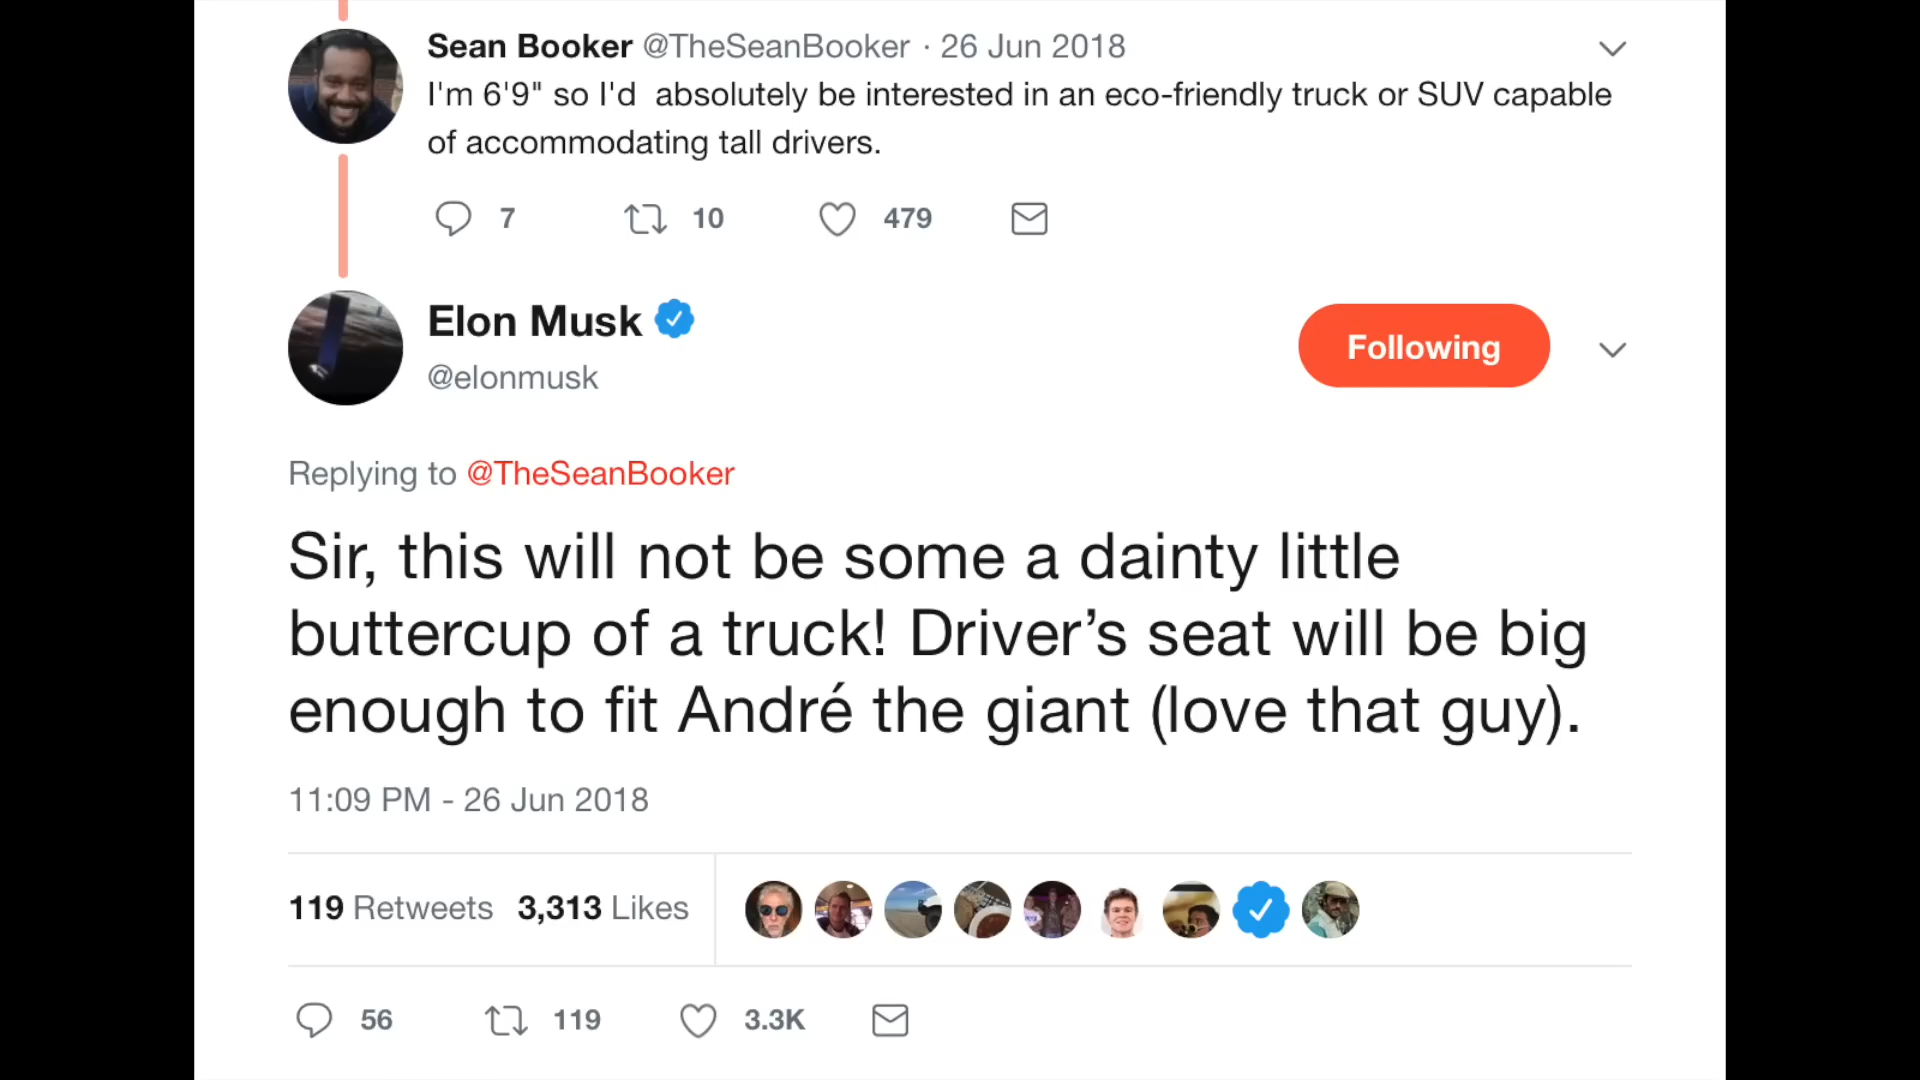 Sean Booker @TheSeanBooker · 26 Jun 2018
I'm 6'9" so I'd  absolutely be interested in an eco-friendly truck or SUV capable
of accommodating tall drivers.
7 10 479
Elon Musk
Following
@elonmusk
Replying to @TheSeanBooker
Sir, this will not be some a dainty little
buttercup of a truck! Driver’s seat will be big
enough to fit André the giant (love that guy).
11:09 PM - 26 Jun 2018
119 Retweets 3,313 Likes
56 119 3.3K